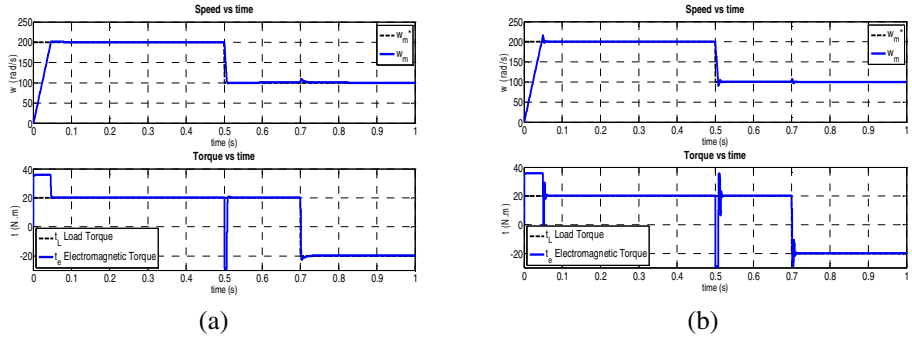 Speed vs time
250
200
150
100
50
0
w (rad/s)
w_m*
w_m
0 0.1 0.2 0.3 0.4 0.5 0.6 0.7 0.8 0.9 1
time (s)
Torque vs time
40
20
0
-20
t (N.m)
t_L Load Torque
t_e Electromagnetic Torque
0 0.1 0.2 0.3 0.4 0.5 0.6 0.7 0.8 0.9 1
time (s)
(a)
Speed vs time
250
200
150
100
50
0
w (rad/s)
w_m*
w_m
0 0.1 0.2 0.3 0.4 0.5 0.6 0.7 0.8 0.9 1
time (s)
Torque vs time
40
20
0
-20
t (N.m)
t_L Load Torque
t_e Electromagnetic Torque
0 0.1 0.2 0.3 0.4 0.5 0.6 0.7 0.8 0.9 1
time (s)
(b)